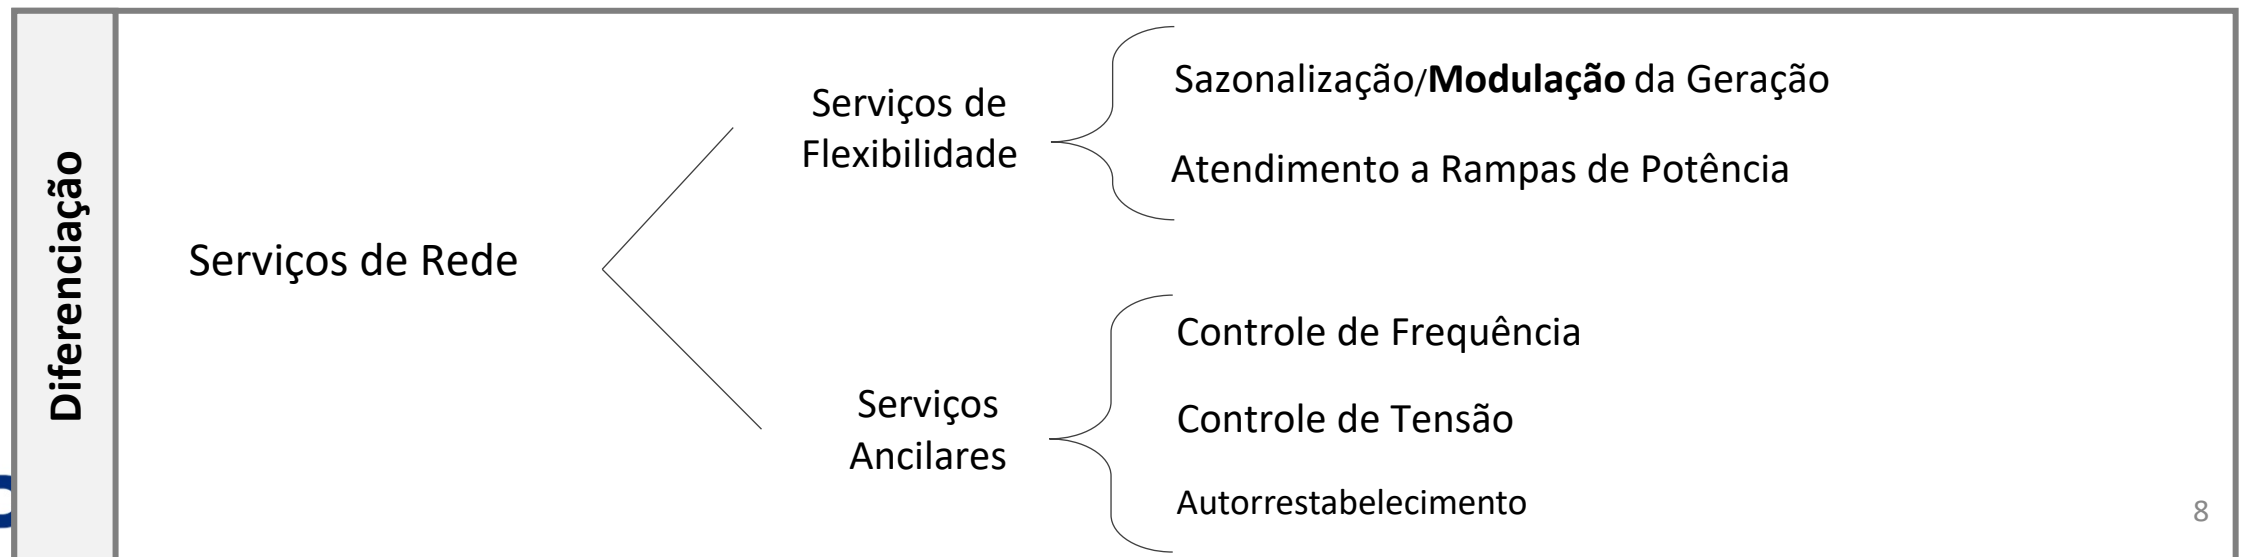 Diferenciação
Serviços de Rede
Serviços de
Flexibilidade
Sazonalização/Modulação da Geração
Atendimento a Rampas de Potência
Serviços
Ancilares
Controle de Frequência
Controle de Tensão
Autorrestabelecimento
8